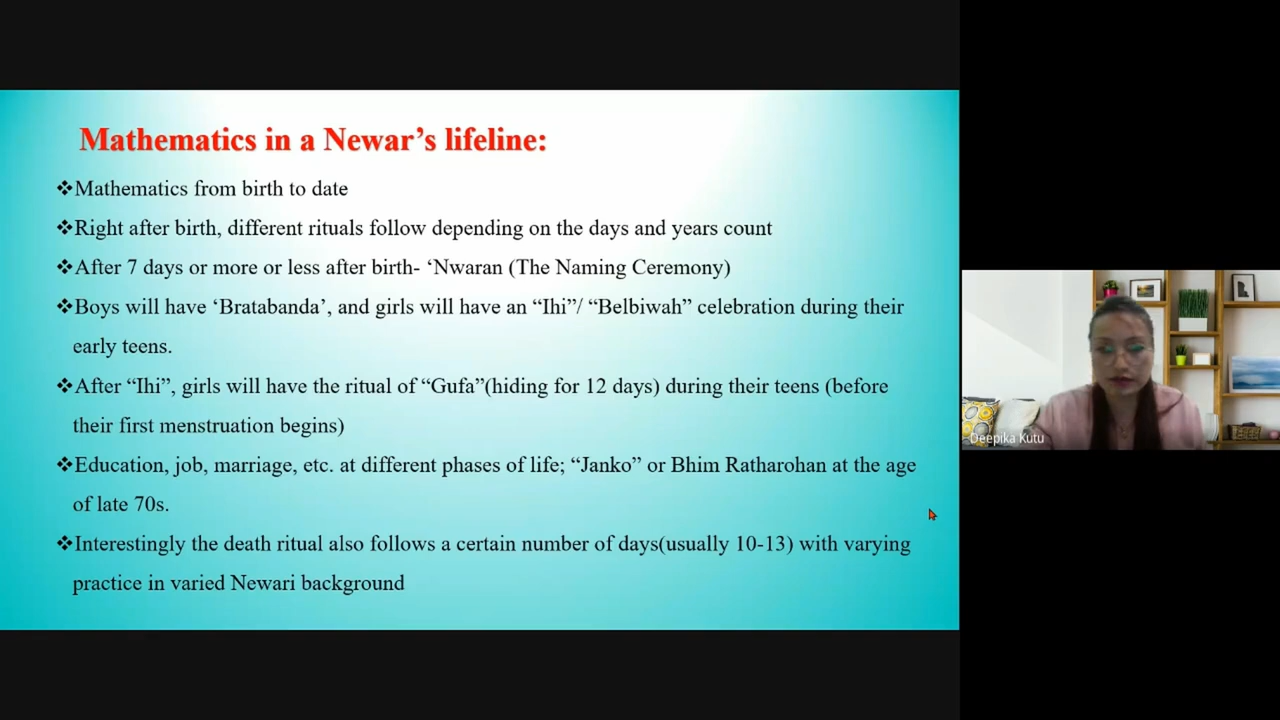 Mathematics in a Newar’s lifeline:
❖Mathematics from birth to date
❖Right after birth, different rituals follow depending on the days and years count
❖After 7 days or more or less after birth- ‘Nwaran (The Naming Ceremony)
❖Boys will have ‘Bratabanda’, and girls will have an “Ihi”/ “Belbiwah” celebration during their
early teens.
❖After “Ihi”, girls will have the ritual of “Gufa”(hiding for 12 days) during their teens (before
their first menstruation begins)
❖Education, job, marriage, etc. at different phases of life; “Janko” or Bhim Ratharohan at the age
of late 70s.
❖Interestingly the death ritual also follows a certain number of days(usually 10-13) with varying
practice in varied Newari background
Deepika Kutu